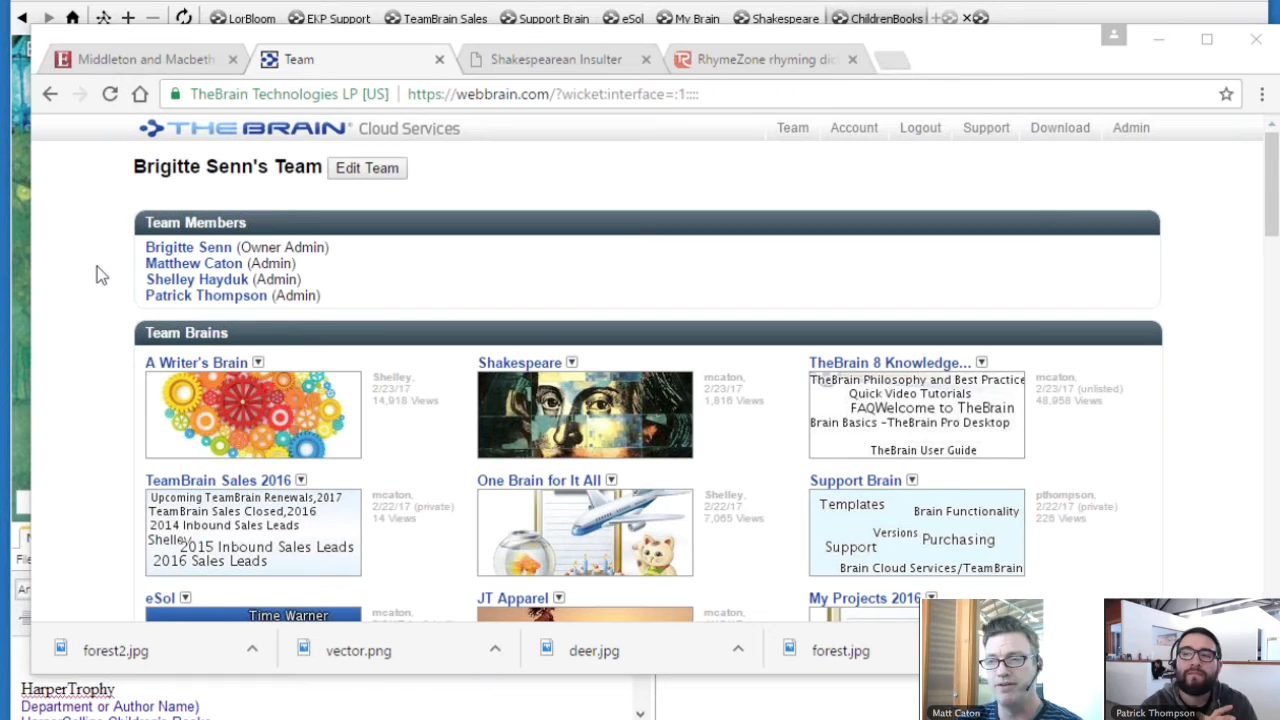 LorBloom EKP Support TeamBrain Sales Support Brain eSol My Brain Shakespeare ChildrenBooks
Middleton and Macbeth Team Shakespearean Insulter RhymeZone rhyming dic
TheBrain Technologies LP [US] https://webbrain.com/?wicket:interface=:1::::
THEBRAIN Cloud Services Team Account Logout Support Download Admin
Brigitte Senn's Team Edit Team
Team Members
Brigitte Senn (Owner Admin)
Matthew Caton (Admin)
Shelley Hayduk (Admin)
Patrick Thompson (Admin)
Team Brains
A Writer's Brain
Shelley,
2/23/17
14,918 Views
Shakespeare
mcaton,
2/23/17
1,816 Views
TheBrain 8 Knowledge...
TheBrain Philosophy and Best Practice
Quick Video Tutorials
FAQWelcome to TheBrain
Brain Basics -TheBrain Pro Desktop
TheBrain User Guide
mcaton,
2/23/17 (unlisted)
48,958 Views
TeamBrain Sales 2016
Upcoming TeamBrain Renewals,2017
TeamBrain Sales Closed,2016
2014 Inbound Sales Leads
Shelley
2015 Inbound Sales Leads
2016 Sales Leads
mcaton,
2/22/17 (private)
14 Views
One Brain for It All
Shelley,
2/22/17
7,065 Views
Support Brain
Templates
Brain Functionality
Versions
Support Purchasing
Brain Cloud Services/TeamBrain
pthompson,
2/22/17 (private)
226 Views
eSol
Time Warner
mcaton,
JT Apparel
mcaton,
My Projects 2016
forest2.jpg vector.png deer.jpg forest.jpg
HarperTrophy
Department or Author Name)
HarperCollins Children's Books
Matt Caton
Patrick Thompson